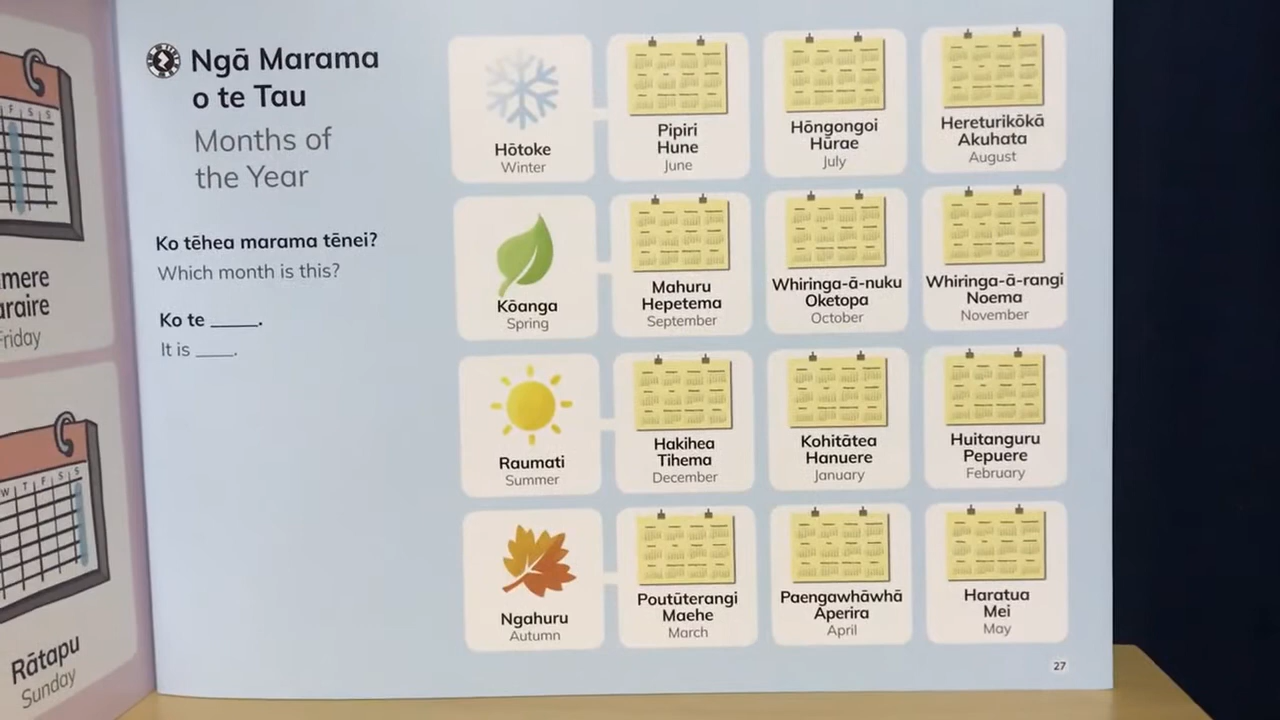 Ngā Marama
o te Tau
Months of
the Year
Ko tēhea marama tēnei?
Which month is this?
Ko te _____.
It is ____.
Hōtoke
Winter
Pipiri
Hune
June
Hōngongoi
Hūrae
July
Hereturikōkā
Akuhata
August
Kōanga
Spring
Mahuru
Hepetema
September
Whiringa-ā-nuku
Oketopa
October
Whiringa-ā-rangi
Noema
November
Raumati
Summer
Hakihea
Tihema
December
Kohitātea
Hanuere
January
Huitanguru
Pepuere
February
Ngahuru
Autumn
Poutūterangi
Maehe
March
Paengawhāwhā
Aperira
April
Haratua
Mei
May
27
F S S
mere
araire
Friday
W T F S S
Rātapu
Sunday